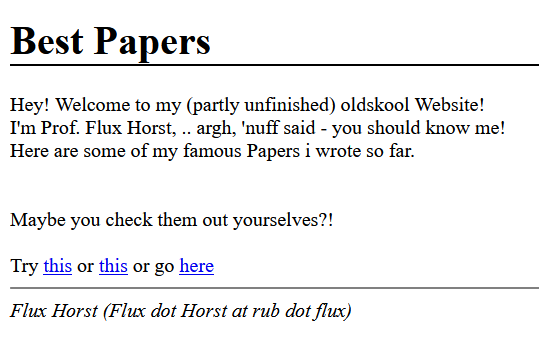 Best Papers
Hey! Welcome to my (partly unfinished) oldskool Website!
I'm Prof. Flux Horst, .. argh, 'nuff said - you should know me!
Here are some of my famous Papers i wrote so far.
Maybe you check them out yourselves?!
Try this or this or go here
Flux Horst (Flux dot Horst at rub dot flux)